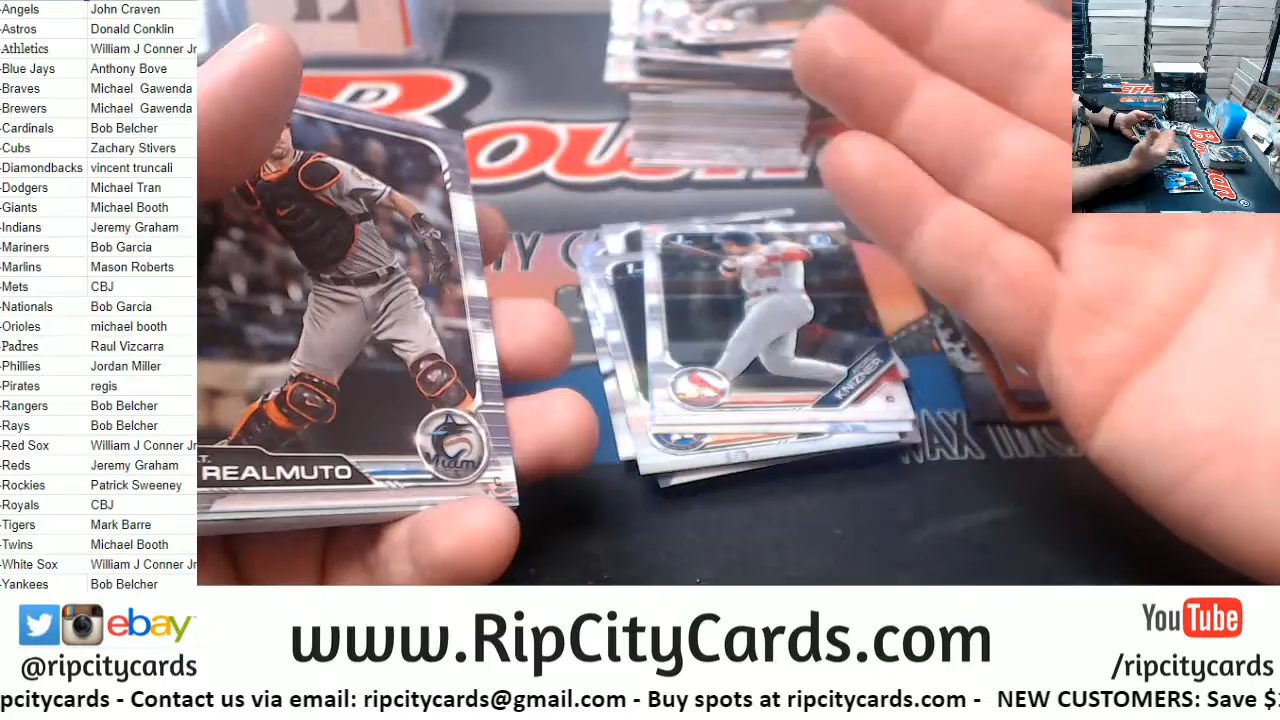 -Angels John Craven
-Astros Donald Conklin
-Athletics William J Conner Jr
-Blue Jays Anthony Bove
-Braves Michael Gawenda
-Brewers Michael Gawenda
-Cardinals Bob Belcher
-Cubs Zachary Stivers
-Diamondbacks vincent truncali
-Dodgers Michael Tran
-Giants Michael Booth
-Indians Jeremy Graham
-Mariners Bob Garcia
-Marlins Mason Roberts
-Mets CBJ
-Nationals Bob Garcia
-Orioles michael booth
-Padres Raul Vizcarra
-Phillies Jordan Miller
-Pirates regis
-Rangers Bob Belcher
-Rays Bob Belcher
-Red Sox William J Conner Jr
-Reds Jeremy Graham
-Rockies Patrick Sweeney
-Royals CBJ
-Tigers Mark Barre
-Twins Michael Booth
-White Sox William J Conner Jr
-Yankees Bob Belcher
REALMUTO
Miami
KNIZNER
WAX
ebay
@ripcitycards
www.RipCityCards.com
YouTube
/ripcitycards
pcitycards - Contact us via email: ripcitycards@gmail.com - Buy spots at ripcitycards.com - NEW CUSTOMERS: Save $